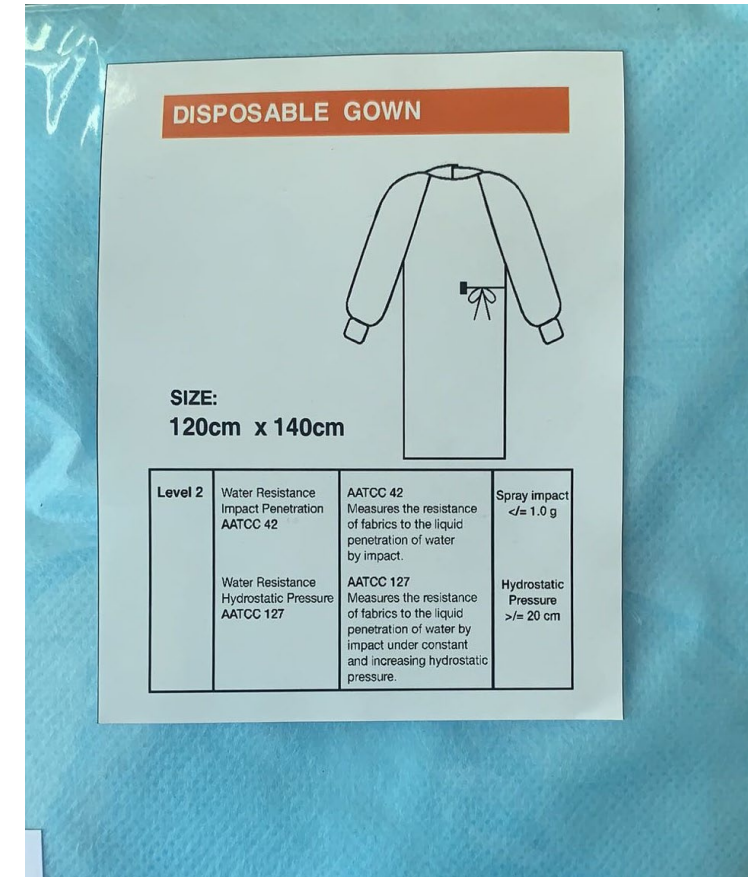 DISPOSABLE GOWN
SIZE:
120cm x 140cm
Level 2
Water Resistance
Impact Penetration
AATCC 42
AATCC 42
Measures the resistance
of fabrics to the liquid
penetration of water
by impact.
Spray impact
</= 1.0 g
Water Resistance
Hydrostatic Pressure
AATCC 127
AATCC 127
Measures the resistance
of fabrics to the liquid
penetration of water by
impact under constant
and increasing hydrostatic
pressure.
Hydrostatic
Pressure
>/= 20 cm